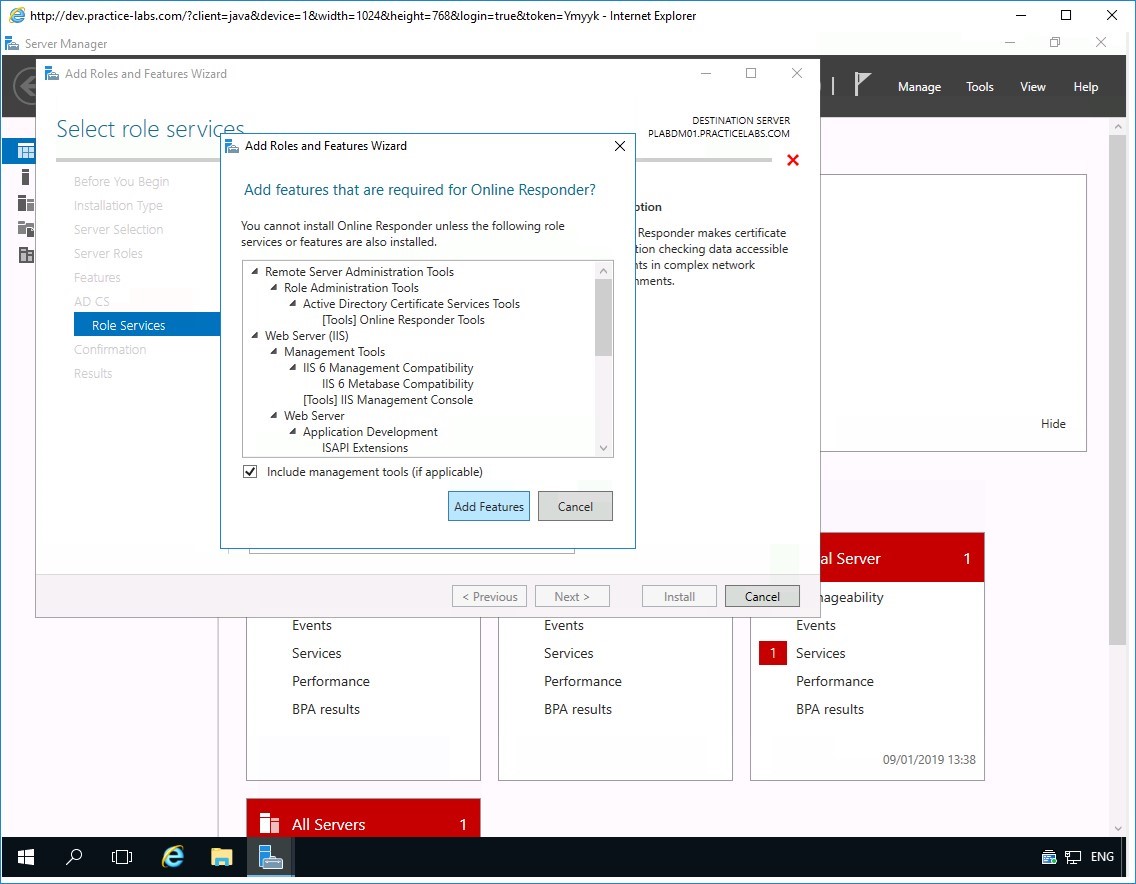 http://dev.practice-labs.com/?client=java&device=1&width=1024&height=768&login=true&token=Ymyyk - Internet Explorer
Server Manager
Manage Tools View Help
Add Roles and Features Wizard
Select role services
DESTINATION SERVER
PLABDM01.PRACTICELABS.COM
Before You Begin
Installation Type
Server Selection
Server Roles
Features
AD CS
Role Services
Confirmation
Results
Add Roles and Features Wizard
Add features that are required for Online Responder?
You cannot install Online Responder unless the following role
services or features are also installed.
Remote Server Administration Tools
Role Administration Tools
Active Directory Certificate Services Tools
[Tools] Online Responder Tools
Web Server (IIS)
Management Tools
IIS 6 Management Compatibility
IIS 6 Metabase Compatibility
[Tools] IIS Management Console
Web Server
Application Development
ISAPI Extensions
Include management tools (if applicable)
Add Features Cancel
ption
Responder makes certificate
tion checking data accessible
nts in complex network
nments.
< Previous Next > Install Cancel
Hide
al Server 1
nageability
Events
Services
Performance
BPA results
Events
Services
Performance
BPA results
Events
1 Services
Performance
BPA results
09/01/2019 13:38
All Servers 1
ENG